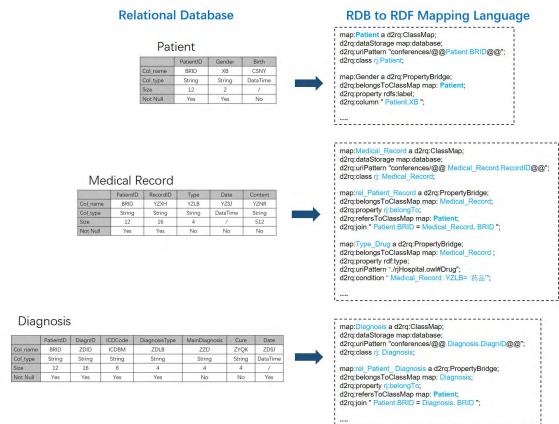 Relational Database
RDB to RDF Mapping Language
Patient
PatientID Gender Birth
Col_name BRID XB CSNY
Col_type String String DataTime
Size 12 2 /
Not Null Yes Yes No
map:Patient a d2rq:ClassMap;
d2rq:dataStorage map:database;
d2rq:uriPattern "conferences/@@Patient.BRID@@";
d2rq:class rj:Patient;
map:Gender a d2rq:PropertyBridge;
d2rq:belongsToClassMap map: Patient;
d2rq:property rdfs:label;
d2rq:column " Patient.XB ";
.....
Medical Record
PatientID RecordID Type Date Content
Col_name BRID YZXH YZLB YZSJ YZNR
Col_type String String String DataTime String
Size 12 16 4 / 512
Not Null Yes Yes No No No
map:Medical_Record a d2rq:ClassMap;
d2rq:dataStorage map:database;
d2rq:uriPattern "conferences/@@ Medical_Record.RecordID@@";
d2rq:class rj: Medical_Record;
map:rel_Patient_Record a d2rq:PropertyBridge;
d2rq:belongsToClassMap map: Medical_Record;
d2rq:property rj:belongTo;
d2rq:refersToClassMap map: Patient;
d2rq:join " Patient.BRID = Medical_Record. BRID ";
map:Type_Drug a d2rq:PropertyBridge;
d2rq:belongsToClassMap map: Medical_Record ;
d2rq:property rdf:type;
d2rq:uriPattern "./rjHospital.owl#Drug";
d2rq:condition " Medical_Record .YZLB= '药品'";
.....
Diagnosis
PatientID DiagnID ICDCode DiagnosisType MainDiagnosis Cure Date
Col_name BRID ZDID ICDBM ZDLB ZZD ZYQK ZDSJ
Col_type String String String String String String DataTime
Size 12 16 6 4 4 4 /
Not Null Yes Yes Yes Yes No No Yes
map:Diagnosis a d2rq:ClassMap;
d2rq:dataStorage map:database;
d2rq:uriPattern "conferences/@@ Diagnosis.DiagnID@@";
d2rq:class rj: Diagnosis;
map:rel_Patient _Diagnosis a d2rq:PropertyBridge;
d2rq:belongsToClassMap map: Diagnosis;
d2rq:property rj:belongTo;
d2rq:refersToClassMap map: Patient;
d2rq:join " Patient.BRID = Diagnosis. BRID ";
.....